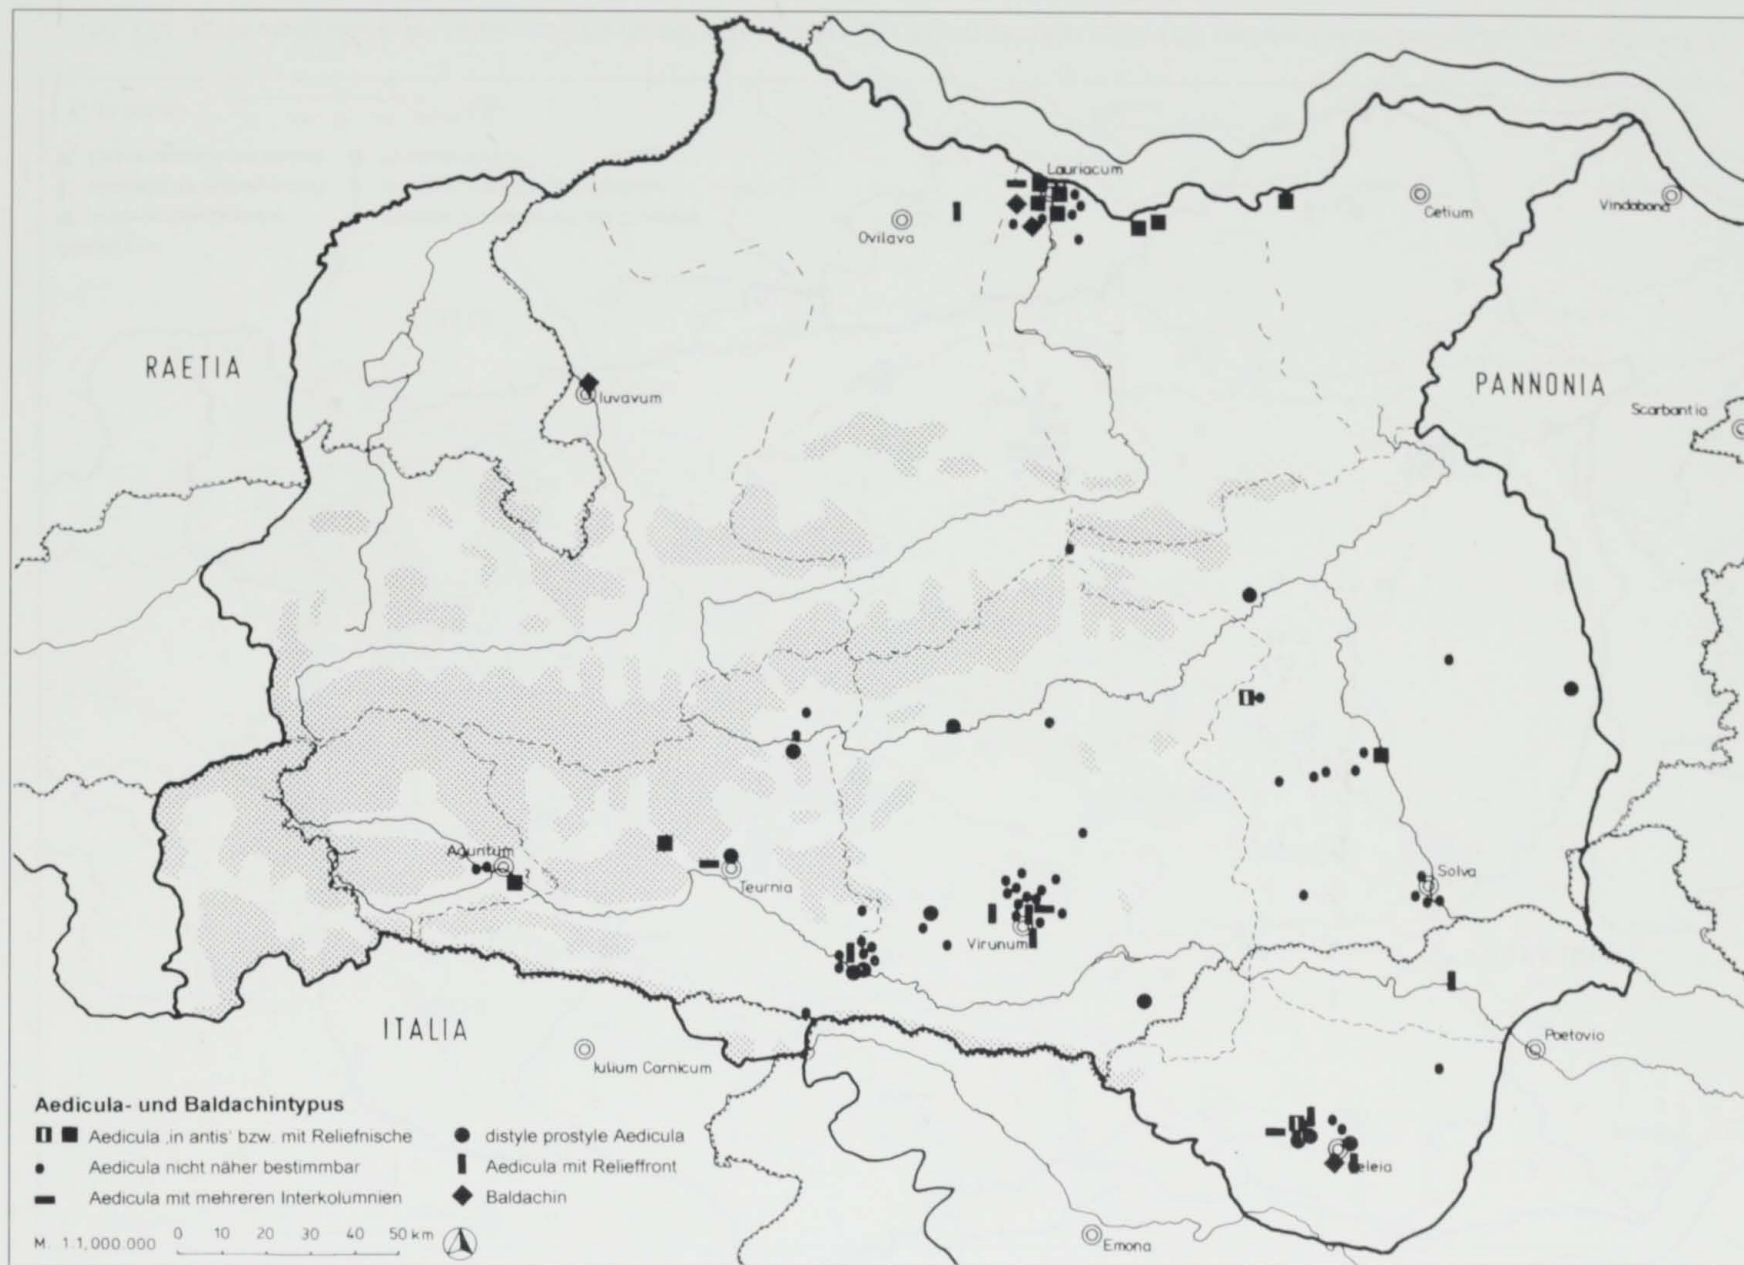 Lauriacum
Ovilava
Cetium
Vindobona
RAETIA
PANNONIA
Iuvavum
Scarbantia
Aguntum
Teurnia
Solva
Virunum
ITALIA
Iulium Carnicum
Poetovio
eleia
Emona
Aedicula- und Baldachintypus
Aedicula ‚in antis' bzw. mit Reliefnische
distyle prostyle Aedicula
Aedicula nicht näher bestimmbar
Aedicula mit Relieffront
Aedicula mit mehreren Interkolumnien
Baldachin
M. 1:1,000.000 0 10 20 30 40 50 km